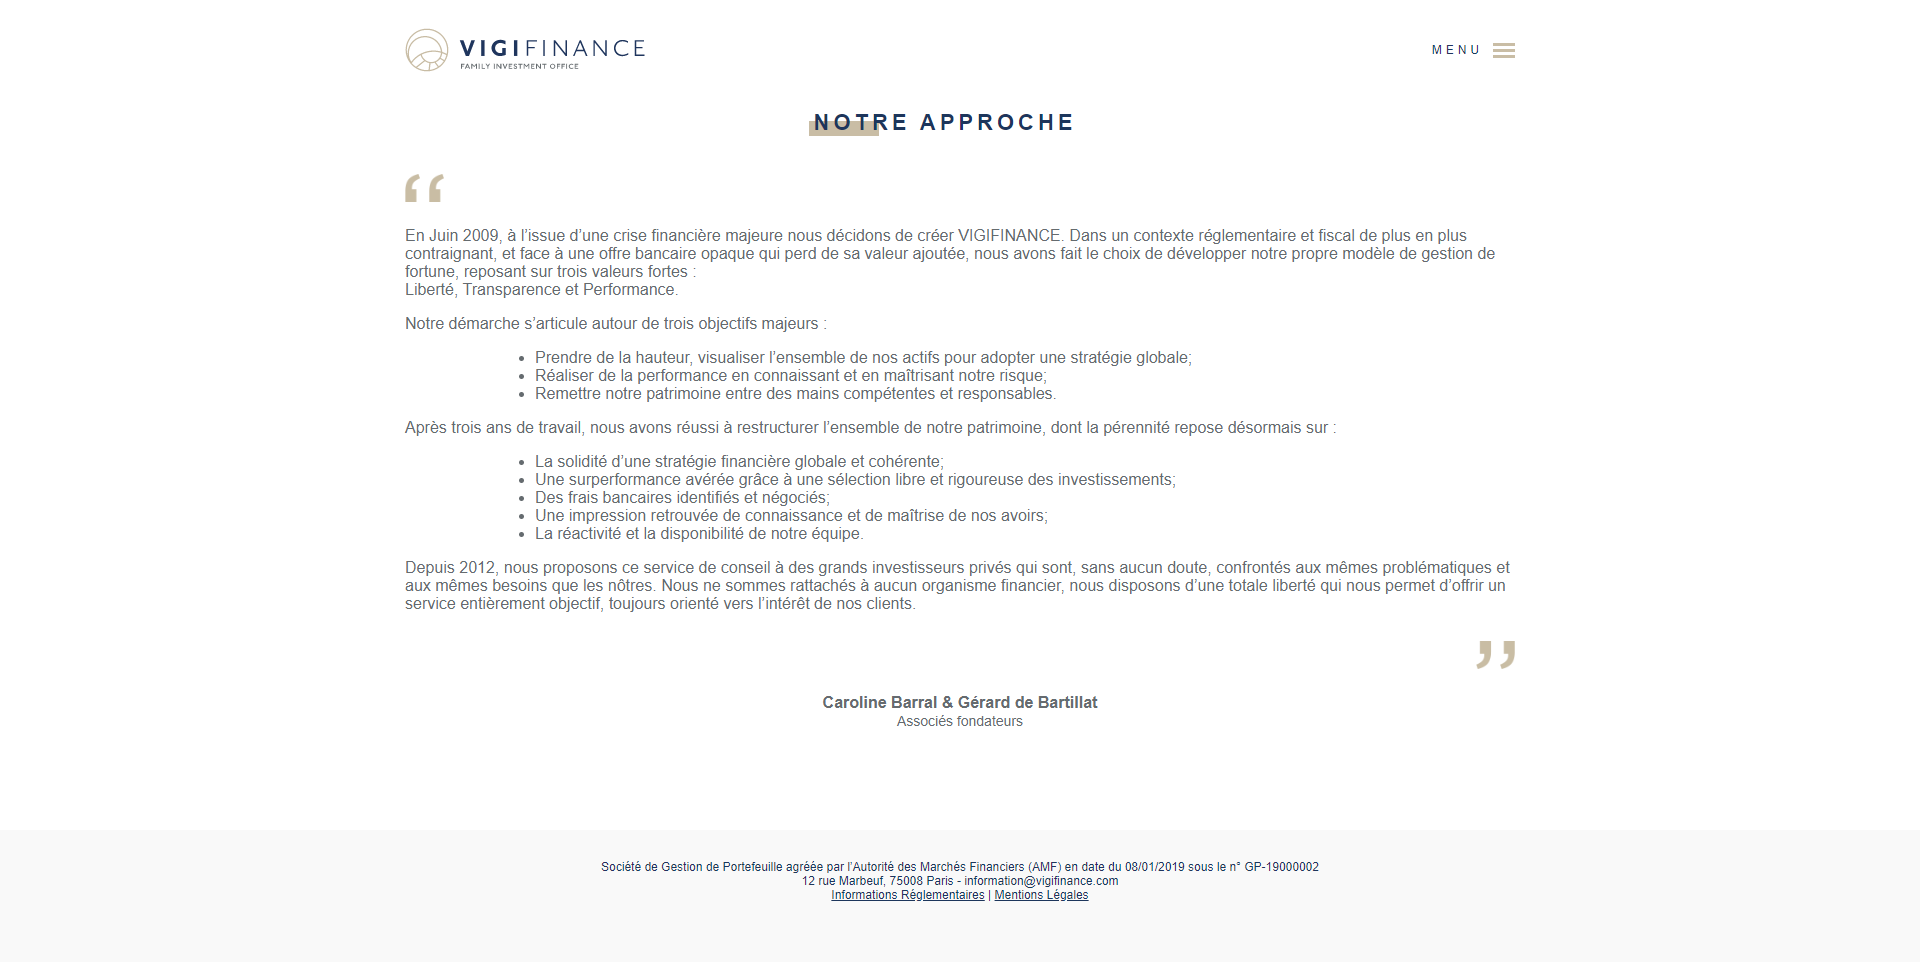 VIGIFINANCE
FAMILY INVESTMENT OFFICE
MENU
NOTRE APPROCHE
“
En Juin 2009, à l’issue d’une crise financière majeure nous décidons de créer VIGIFINANCE. Dans un contexte réglementaire et fiscal de plus en plus
contraignant, et face à une offre bancaire opaque qui perd de sa valeur ajoutée, nous avons fait le choix de développer notre propre modèle de gestion de
fortune, reposant sur trois valeurs fortes :
Liberté, Transparence et Performance.
Notre démarche s’articule autour de trois objectifs majeurs :
• Prendre de la hauteur, visualiser l’ensemble de nos actifs pour adopter une stratégie globale;
• Réaliser de la performance en connaissant et en maîtrisant notre risque;
• Remettre notre patrimoine entre des mains compétentes et responsables.
Après trois ans de travail, nous avons réussi à restructurer l’ensemble de notre patrimoine, dont la pérennité repose désormais sur :
• La solidité d’une stratégie financière globale et cohérente;
• Une surperformance avérée grâce à une sélection libre et rigoureuse des investissements;
• Des frais bancaires identifiés et négociés;
• Une impression retrouvée de connaissance et de maîtrise de nos avoirs;
• La réactivité et la disponibilité de notre équipe.
Depuis 2012, nous proposons ce service de conseil à des grands investisseurs privés qui sont, sans aucun doute, confrontés aux mêmes problématiques et
aux mêmes besoins que les nôtres. Nous ne sommes rattachés à aucun organisme financier, nous disposons d’une totale liberté qui nous permet d’offrir un
service entièrement objectif, toujours orienté vers l’intérêt de nos clients.
”
Caroline Barral & Gérard de Bartillat
Associés fondateurs
Société de Gestion de Portefeuille agréée par l’Autorité des Marchés Financiers (AMF) en date du 08/01/2019 sous le n° GP-19000002
12 rue Marbeuf, 75008 Paris - information@vigifinance.com
Informations Réglementaires | Mentions Légales